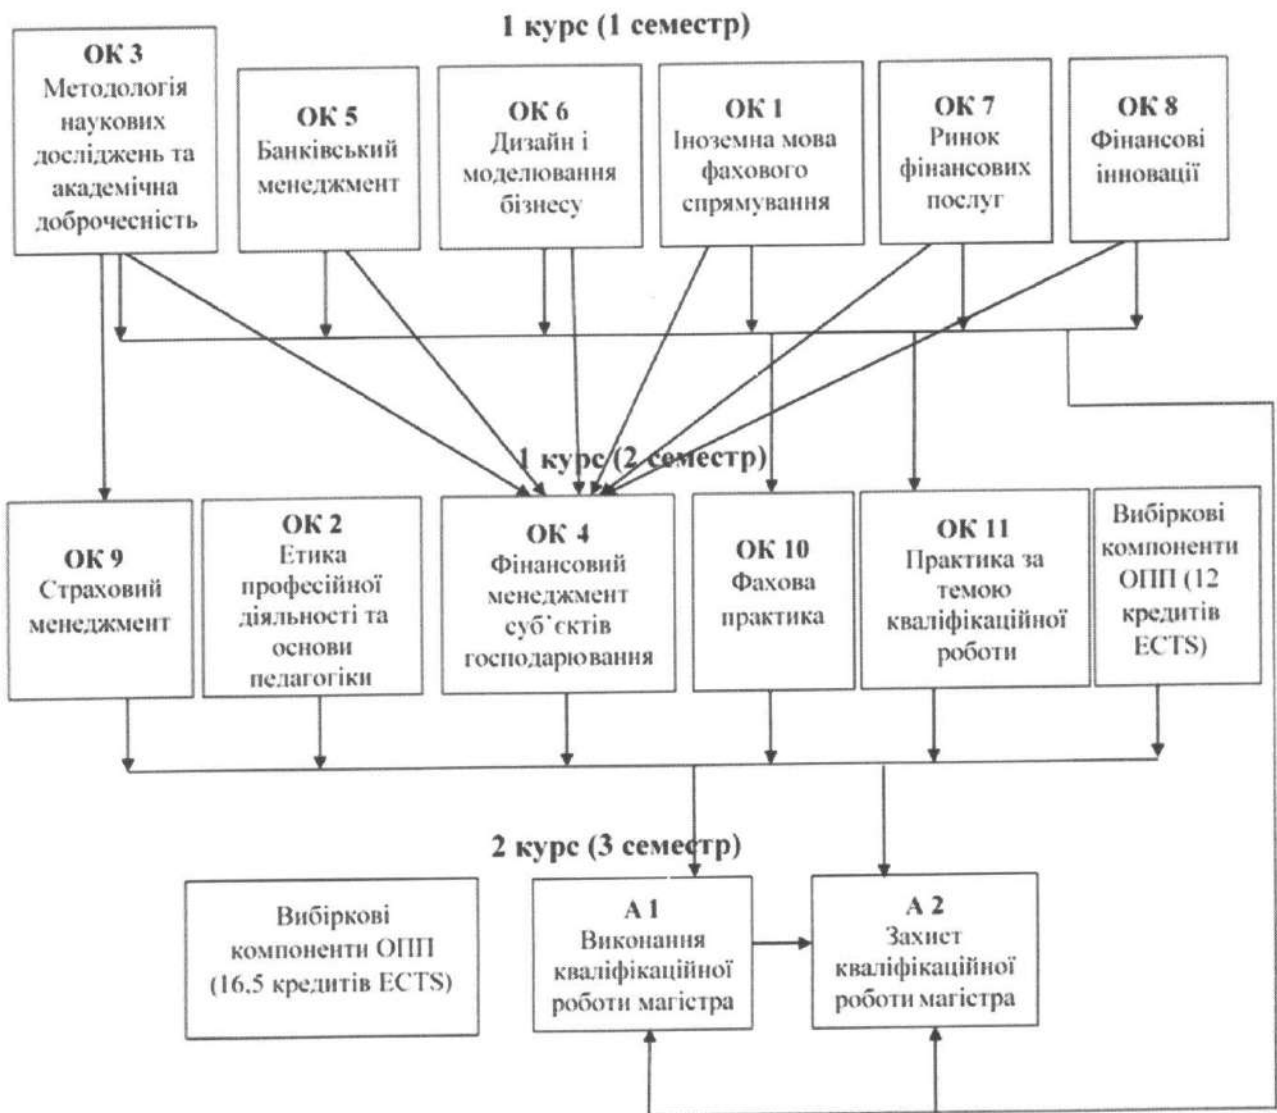 1 курс (1 семестр)
ОК 3
Методологія
наукових
досліджень та
академічна
доброчесність
ОК 5
Банківський
менеджмент
ОК 6
Дизайн і
моделювання
бізнесу
ОК 1
Іноземна мова
фахового
спрямування
ОК 7
Ринок
фінансових
послуг
ОК 8
Фінансові
інновації
1 курс (2 семестр)
ОК 9
Страховий
менеджмент
ОК 2
Етика
професійної
діяльності та
основи
педагогіки
ОК 4
Фінансовий
менеджмент
суб`єктів
господарювання
ОК 10
Фахова
практика
ОК 11
Практика за
темою
кваліфікаційної
роботи
Вибіркові
компоненти
ОПП (12
кредитів
ECTS)
2 курс (3 семестр)
Вибіркові
компоненти ОПП
(16.5 кредитів ECTS)
А 1
Виконання
кваліфікаційної
роботи магістра
А 2
Захист
кваліфікаційної
роботи магістра